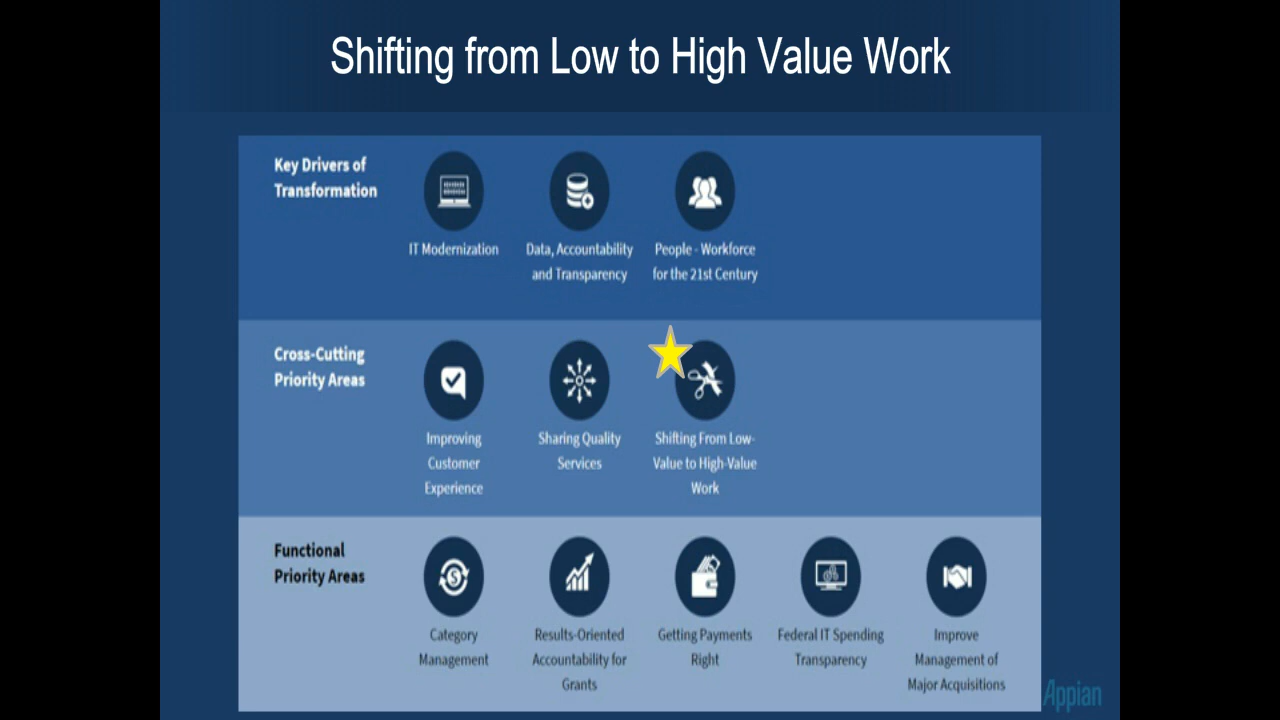 Shifting from Low to High Value Work
Key Drivers of
Transformation
IT Modernization
Data, Accountability
and Transparency
People - Workforce
for the 21st Century
Cross-Cutting
Priority Areas
Improving
Customer
Experience
Sharing Quality
Services
Shifting From Low-
Value to High-Value
Work
Functional
Priority Areas
Category
Management
Results-Oriented
Accountability for
Grants
Getting Payments
Right
Federal IT Spending
Transparency
Improve
Management of
Major Acquisitions
Appian